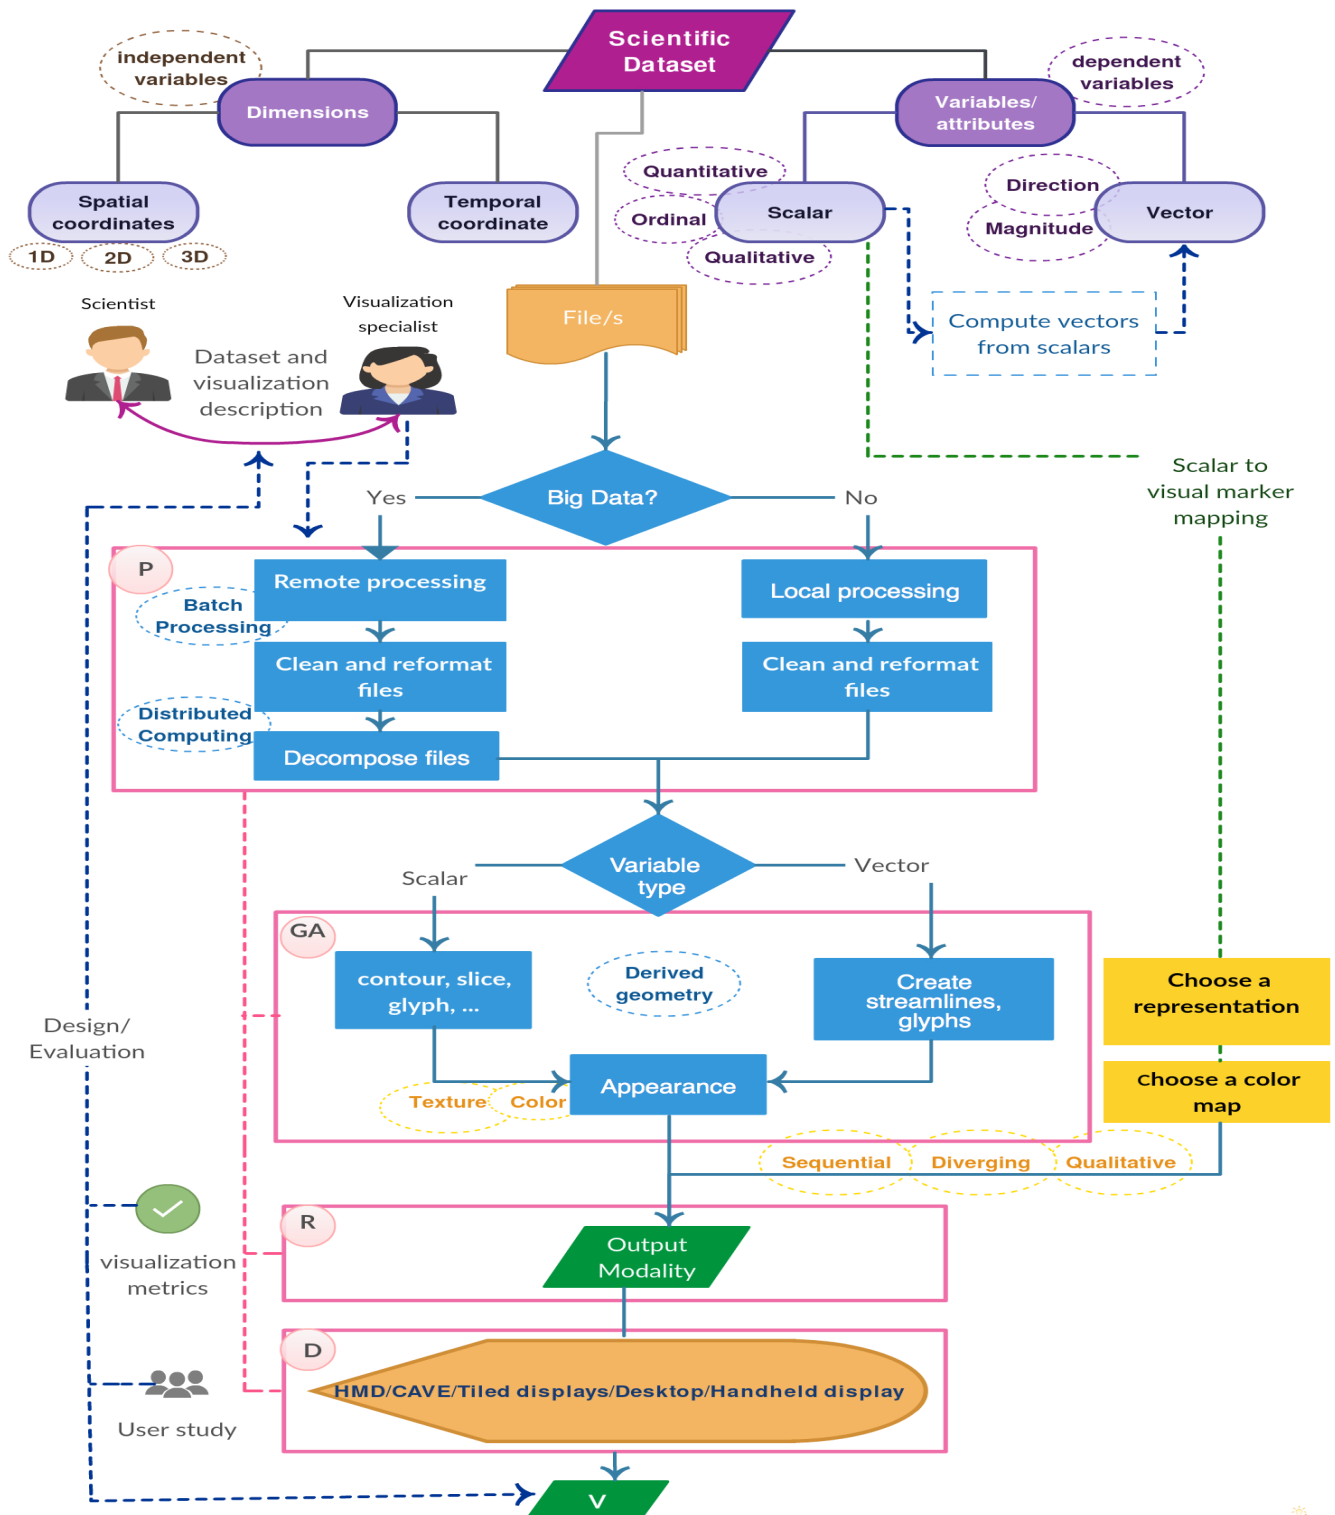 Scientific
Dataset
independent
variables
Dimensions
dependent
variables
Variables/
attributes
Spatial
coordinates
1D
2D
3D
Temporal
coordinate
Quantitative
Ordinal
Qualitative
Scalar
Direction
Magnitude
Vector
Compute vectors
from scalars
Scientist
Visualization
specialist
Dataset and
visualization
description
File/s
Big Data?
Yes
No
Scalar to
visual marker
mapping
P
Remote processing
Batch
Processing
Clean and reformat
files
Distributed
Computing
Decompose files
Local processing
Clean and reformat
files
Variable
type
Scalar
Vector
GA
contour, slice,
glyph, ...
Derived
geometry
Create
streamlines,
glyphs
Appearance
Texture
Color
Choose a
representation
Choose a color
map
Sequential
Diverging
Qualitative
Design/
Evaluation
visualization
metrics
User study
R
Output
Modality
D
HMD/CAVE/Tiled displays/Desktop/Handheld display
V